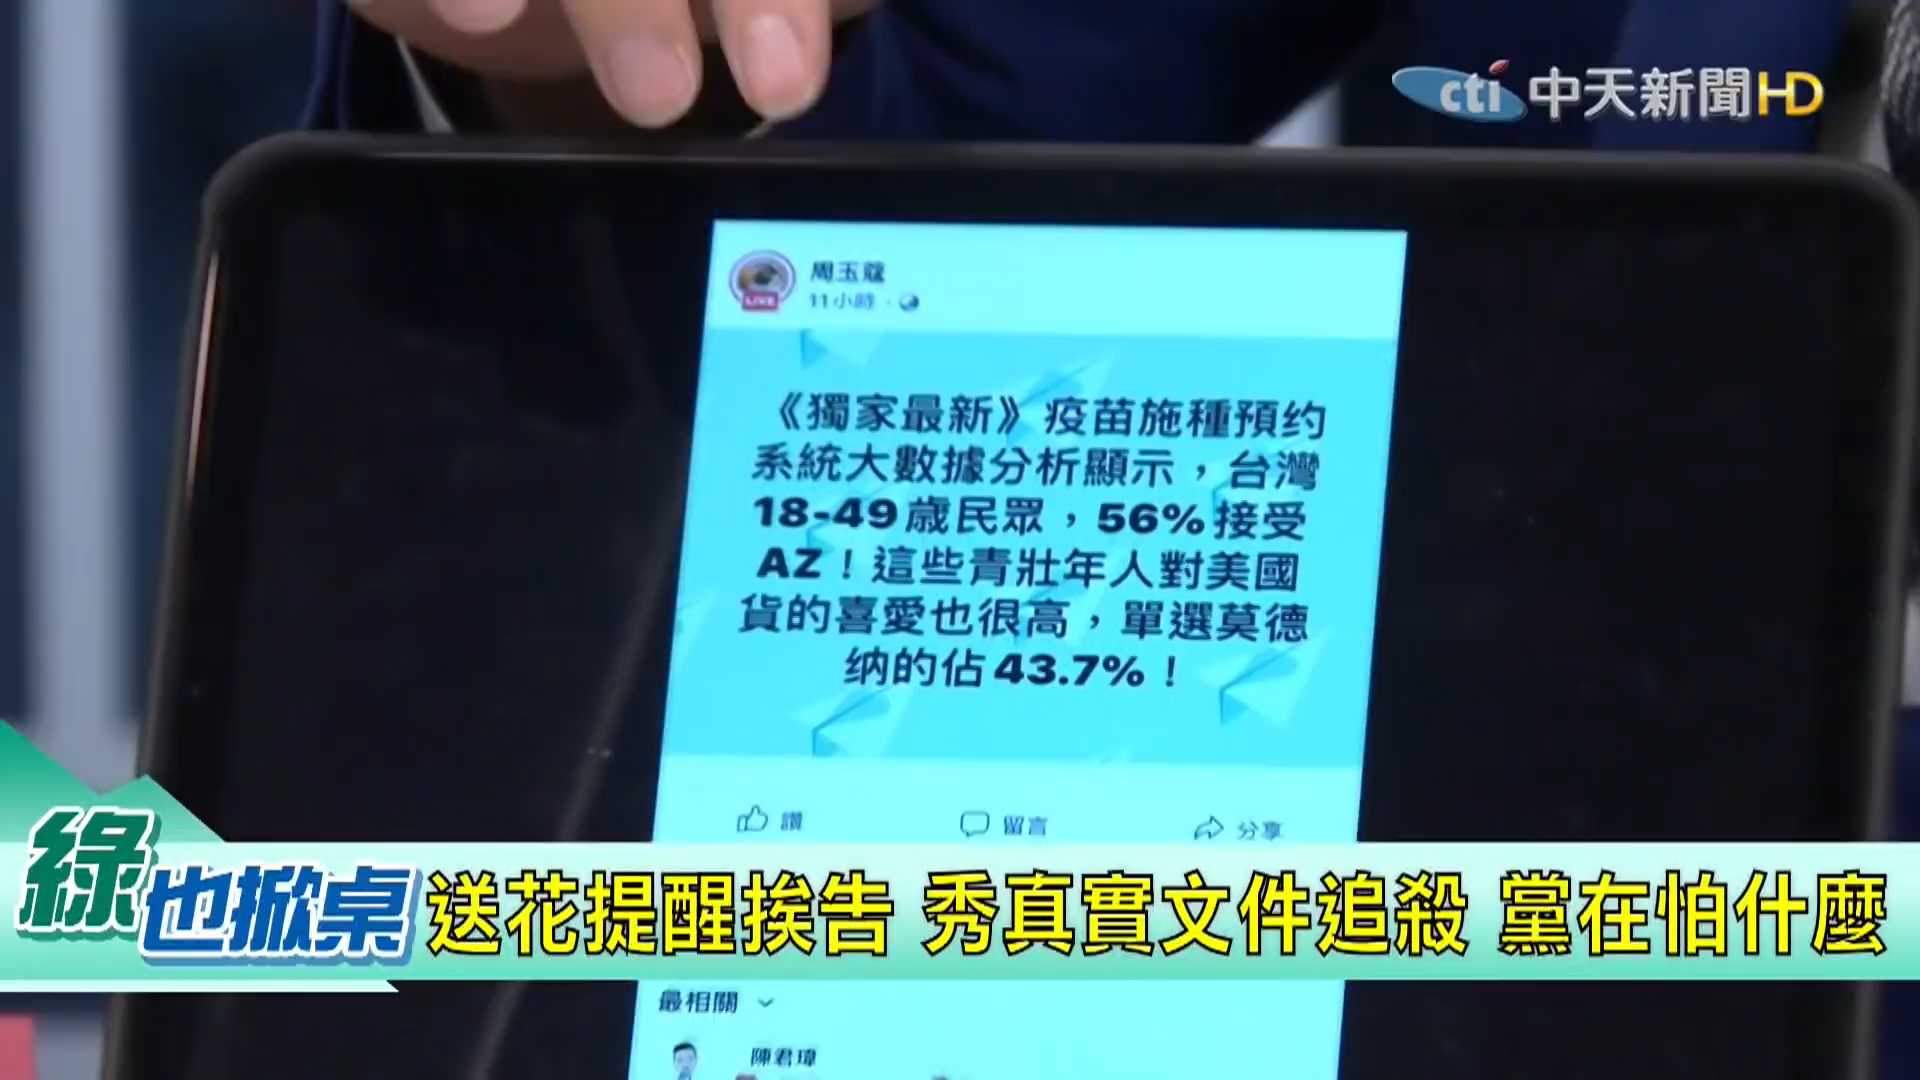 cti 中天新聞HD
周玉蔻
LIVE
11小時
《獨家最新》疫苗施種預約
系統大數據分析顯示，台灣
18-49歲民眾，56%接受
AZ！這些青壯年人對美國
貨的喜愛也很高，單選莫德
纳的佔43.7%！
讚 留言 分享
綠也掀桌
送花提醒挨告 秀真實文件追殺 黨在怕什麼
最相關
陳君瑋